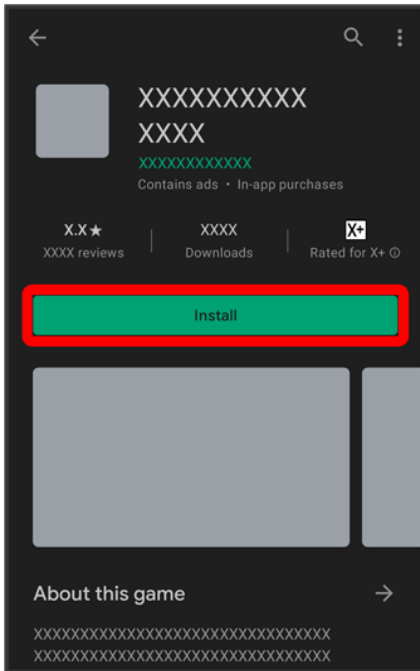 XXXXXXXXXX
XXXX
XXXXXXXXXXXX
Contains ads • In-app purchases
X.X★ XXXX X+
XXXX reviews Downloads Rated for X+
Install
About this game
XXXXXXXXXXXXXXXXXXXXXXXXXXXXXXXX
XXXXXXXXXXXXXXXXXXXXXXXXXXXXXXXX